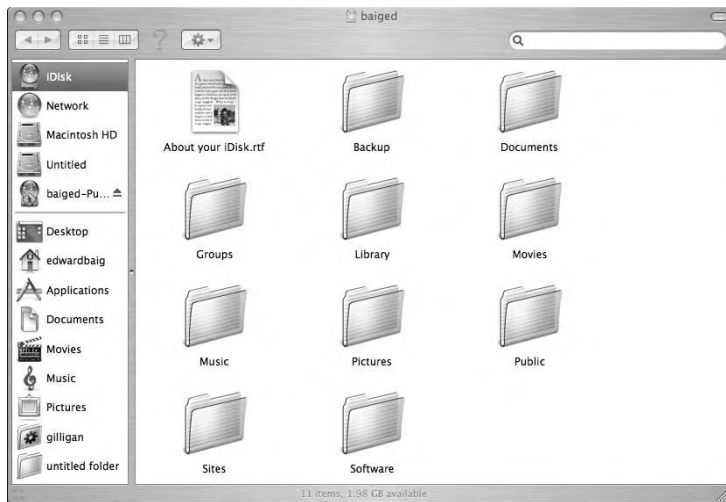 baiged
iDisk
Network
Macintosh HD
Untitled
baiged-Pu...
Desktop
edwardbaig
Applications
Documents
Movies
Music
Pictures
gilligan
untitled folder
About your iDisk.rtf
Backup
Documents
Groups
Library
Movies
Music
Pictures
Public
Sites
Software
11 items, 1.98 GB available